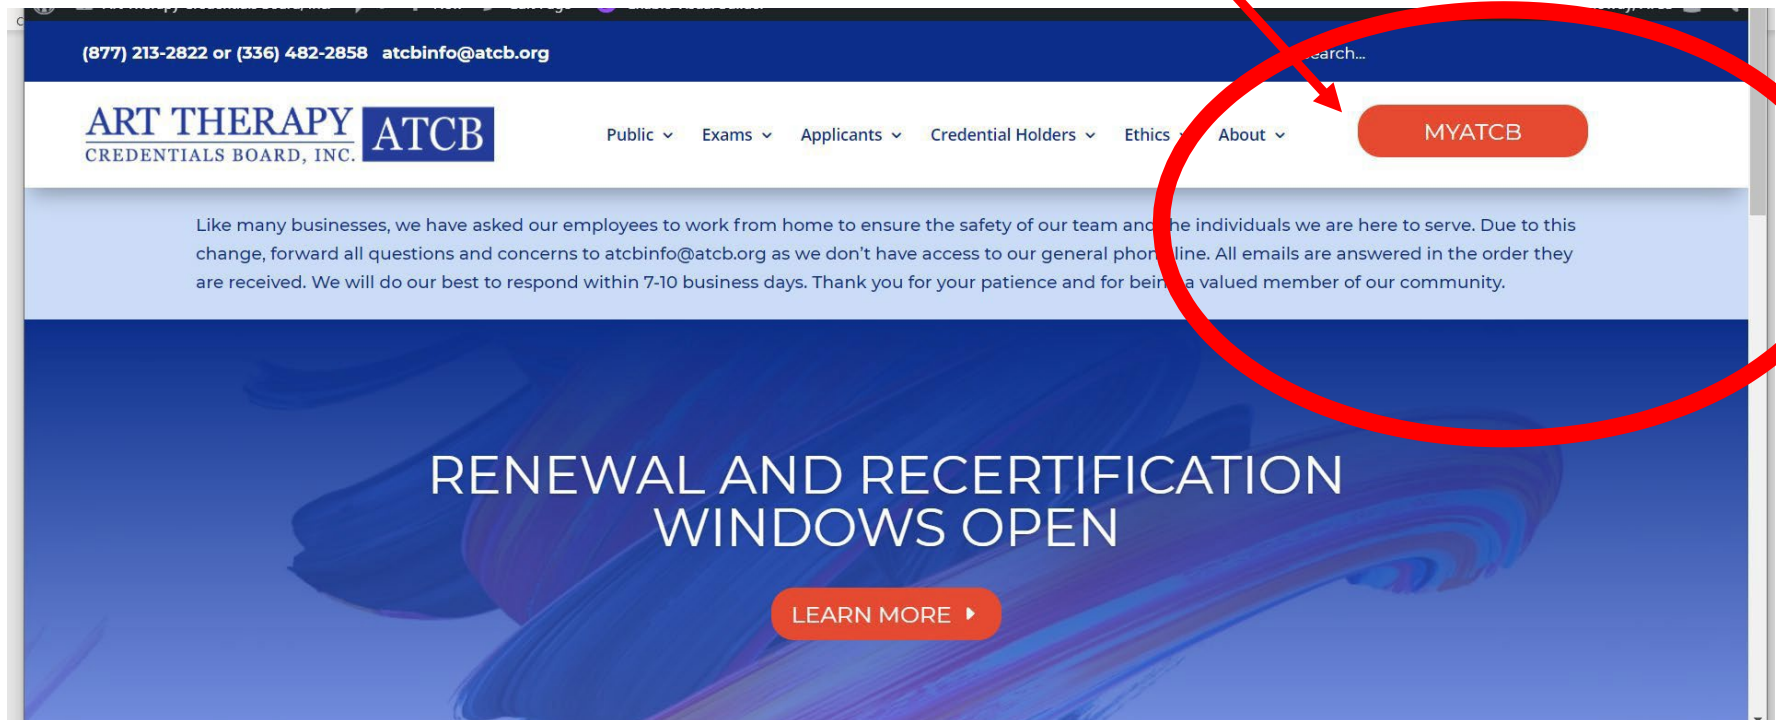 (877) 213-2822 or (336) 482-2858 atcbinfo@atcb.org
ART THERAPY
CREDENTIALS BOARD, INC.
ATCB
Public Exams Applicants Credential Holders Ethics About
MYATCB
Like many businesses, we have asked our employees to work from home to ensure the safety of our team and the individuals we are here to serve. Due to this
change, forward all questions and concerns to atcbinfo@atcb.org as we don't have access to our general phone line. All emails are answered in the order they
are received. We will do our best to respond within 7-10 business days. Thank you for your patience and for being a valued member of our community.
RENEWAL AND RECERTIFICATION
WINDOWS OPEN
LEARN MORE